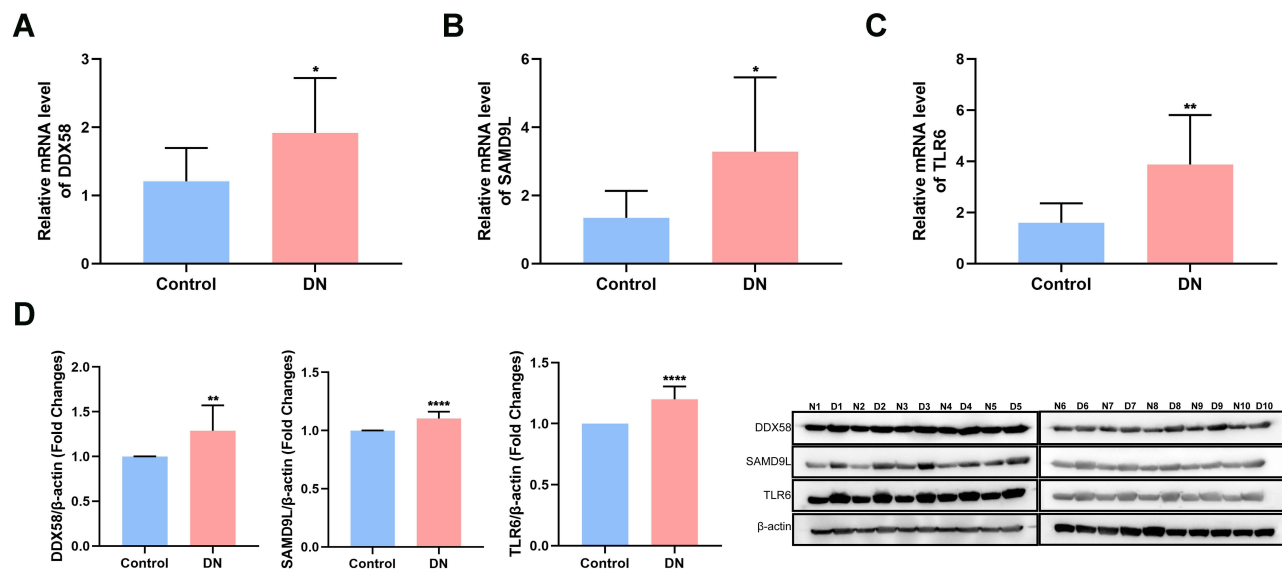 A
Relative mRNA level
of DDX58
3
2
1
0
*
Control
DN
B
Relative mRNA level
of SAMD9L
6
4
2
0
*
Control
DN
C
Relative mRNA level
of TLR6
8
6
4
2
0
**
Control
DN
D
DDX58/β-actin (Fold Changes)
2.0
1.5
1.0
0.5
0.0
**
Control
DN
SAMD9L/β-actin (Fold Changes)
1.5
1.0
0.5
0.0
****
Control
DN
TLR6/β-actin (Fold Changes)
1.5
1.0
0.5
0.0
****
Control
DN
N1 D1 N2 D2 N3 D3 N4 D4 N5 D5
N6 D6 N7 D7 N8 D8 N9 D9 N10 D10
DDX58
SAMD9L
TLR6
β-actin